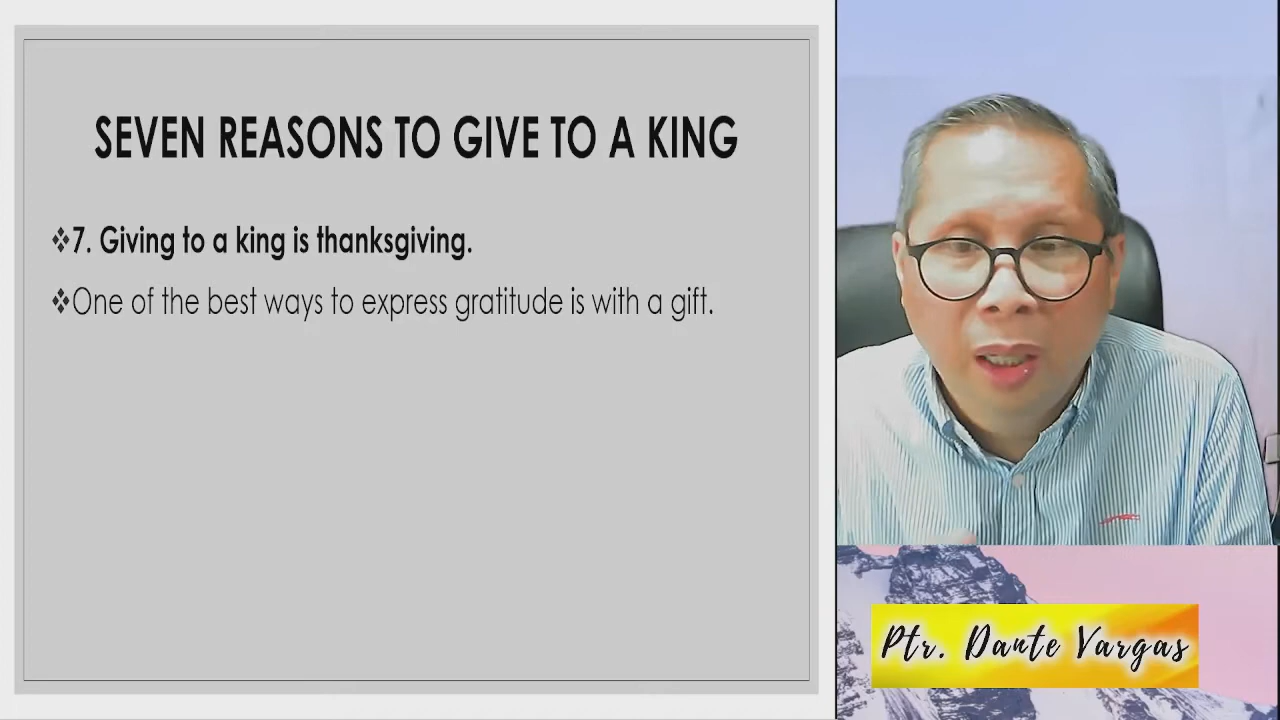 SEVEN REASONS TO GIVE TO A KING
❖7. Giving to a king is thanksgiving.
❖One of the best ways to express gratitude is with a gift.
Ptr. Dante Vargas